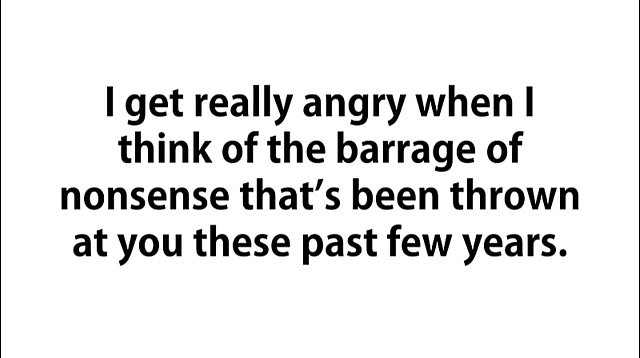 I get really angry when I
think of the barrage of
nonsense that’s been thrown
at you these past few years.